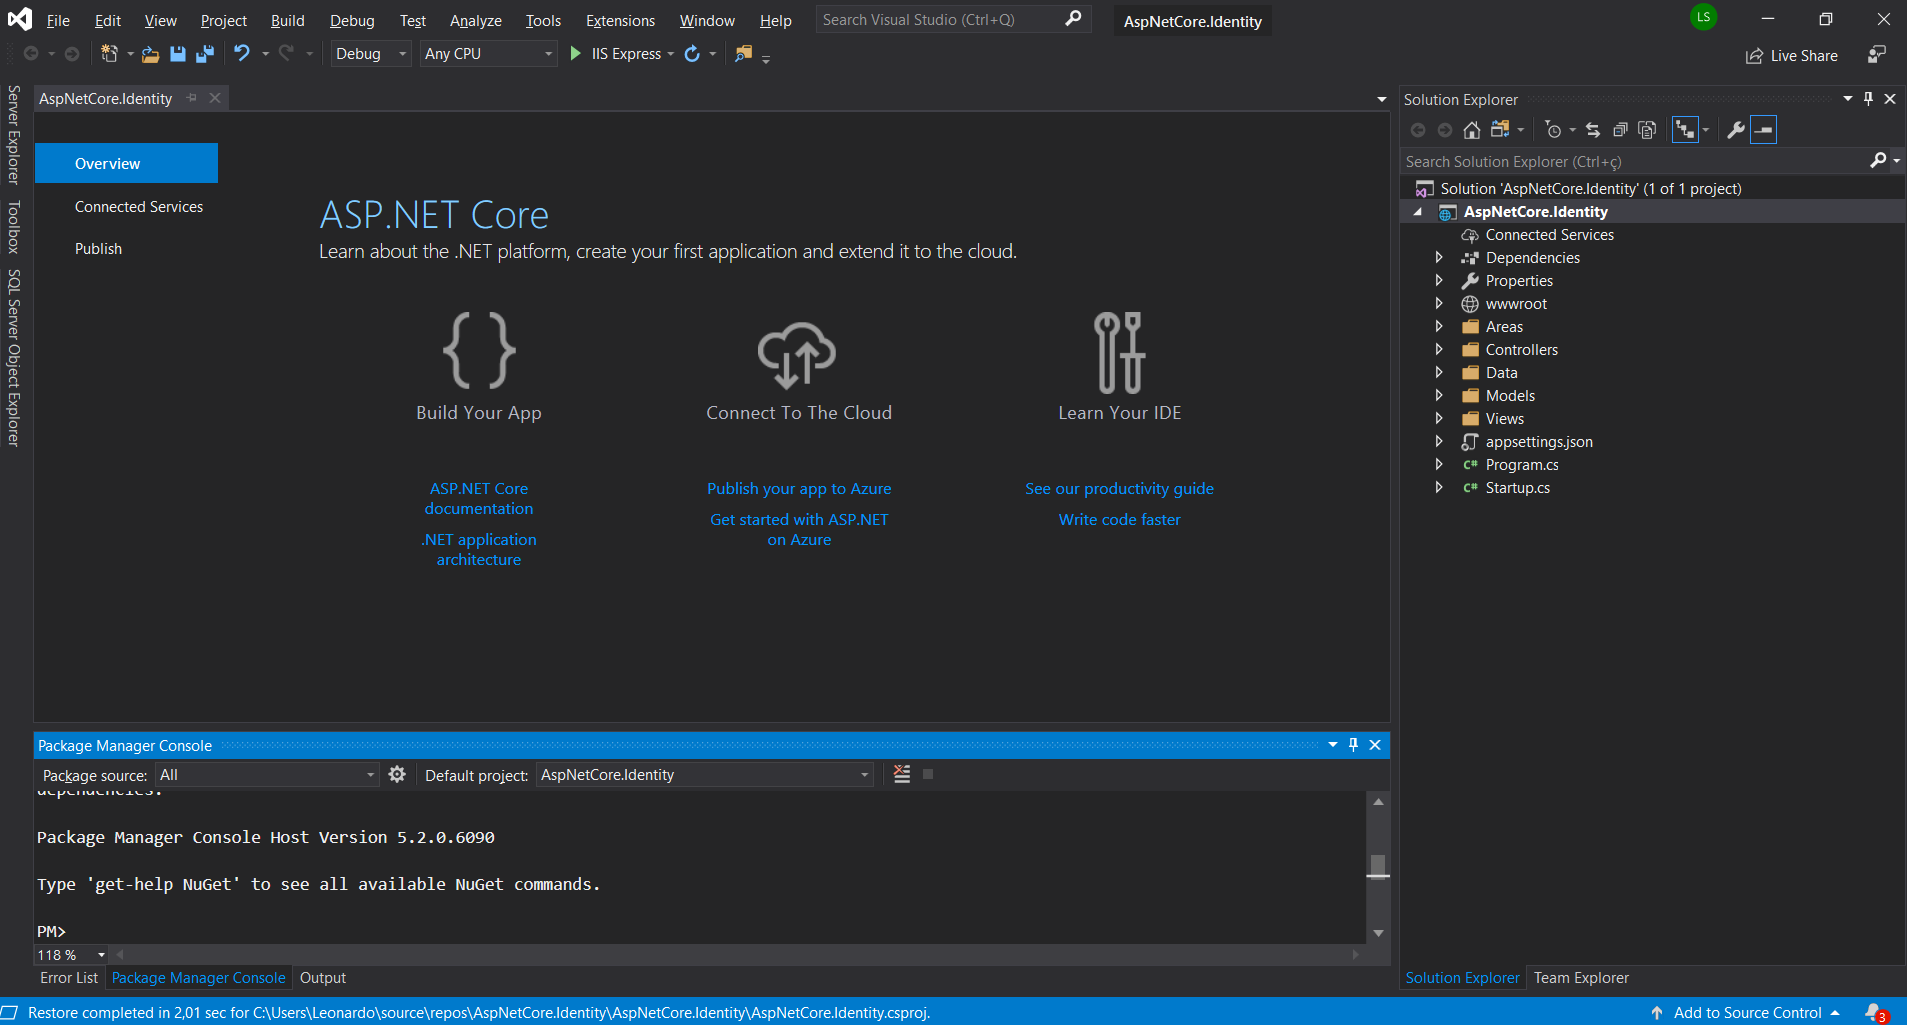 File Edit View Project Build Debug Test Analyze Tools Extensions Window Help Search Visual Studio (Ctrl+Q) AspNetCore.Identity LS
Debug Any CPU IIS Express Live Share
Server Explorer
Toolbox
SQL Server Object Explorer
AspNetCore.Identity
Overview
Connected Services
Publish
ASP.NET Core
Learn about the .NET platform, create your first application and extend it to the cloud.
Build Your App
ASP.NET Core
documentation
.NET application
architecture
Connect To The Cloud
Publish your app to Azure
Get started with ASP.NET
on Azure
Learn Your IDE
See our productivity guide
Write code faster
Package Manager Console
Package source: All Default project: AspNetCore.Identity
dependencies.
Package Manager Console Host Version 5.2.0.6090
Type 'get-help NuGet' to see all available NuGet commands.
PM>
118 %
Error List Package Manager Console Output
Solution Explorer
Search Solution Explorer (Ctrl+ç)
Solution 'AspNetCore.Identity' (1 of 1 project)
AspNetCore.Identity
Connected Services
Dependencies
Properties
wwwroot
Areas
Controllers
Data
Models
Views
appsettings.json
C# Program.cs
C# Startup.cs
Solution Explorer Team Explorer
Restore completed in 2,01 sec for C:\Users\Leonardo\source\repos\AspNetCore.Identity\AspNetCore.Identity\AspNetCore.Identity.csproj. Add to Source Control 3